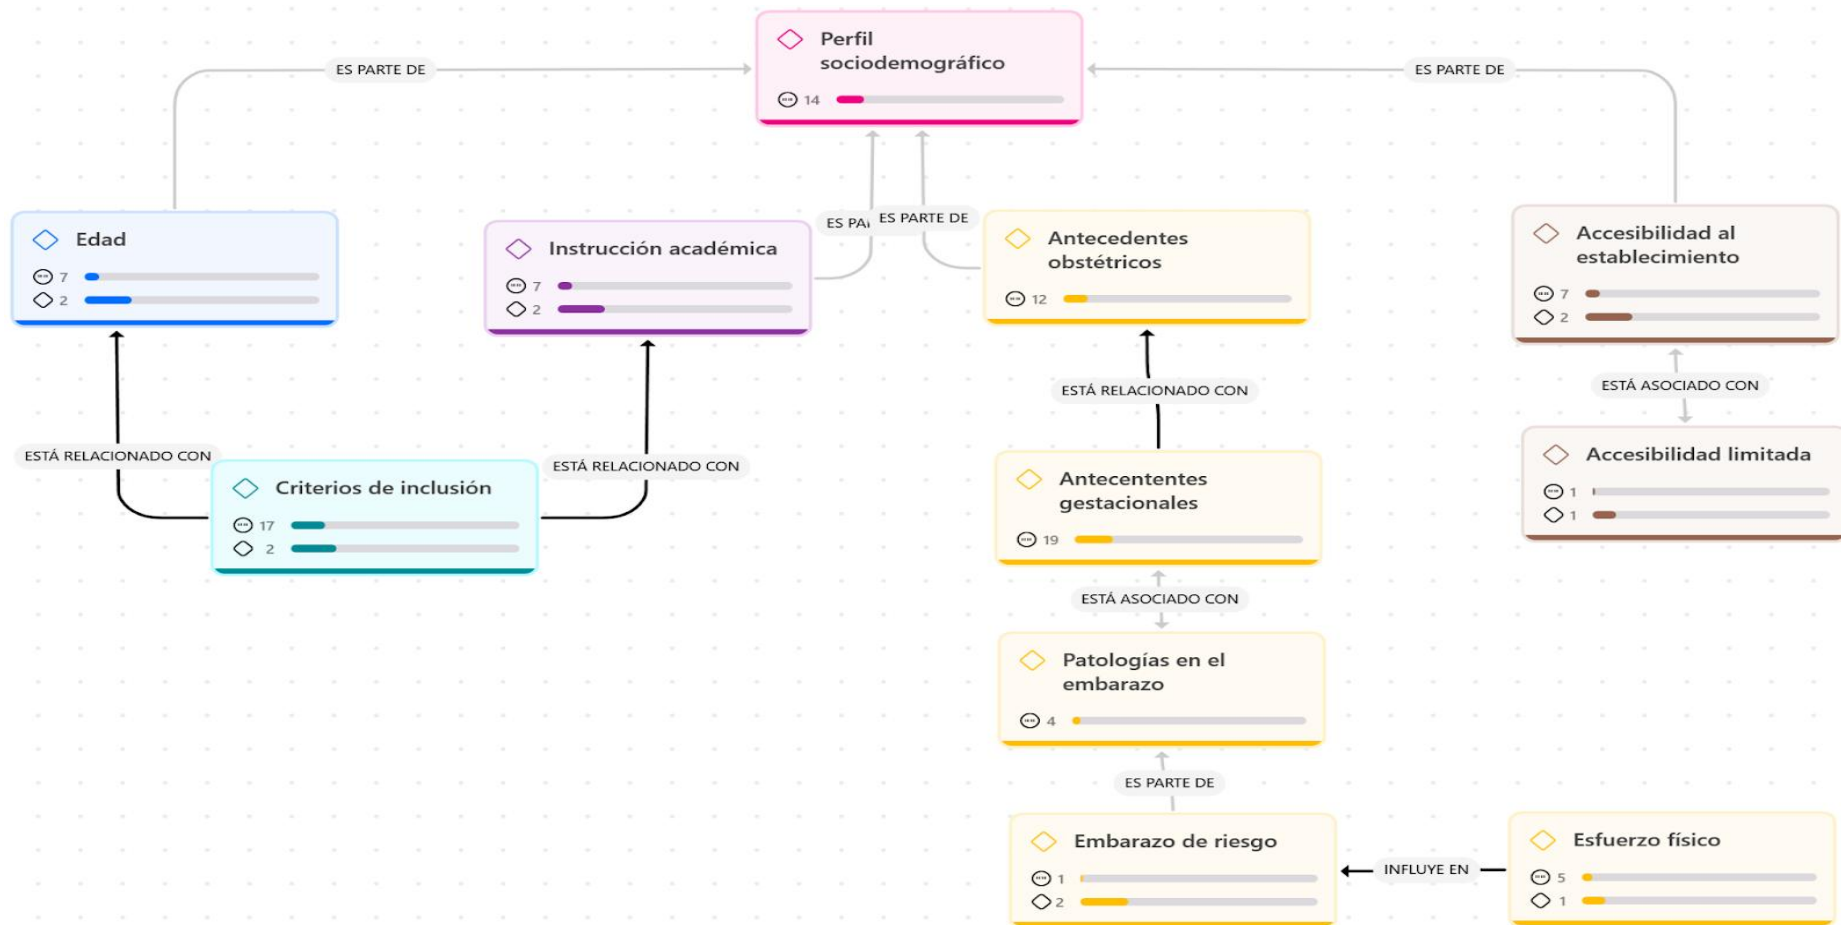 Perfil
sociodemográfico
14
ES PARTE DE
ES PARTE DE
Edad
7
2
Instrucción académica
7
2
ES PA
ES PARTE DE
Antecedentes
obstétricos
12
Accesibilidad al
establecimiento
7
2
ESTÁ RELACIONADO CON
ESTÁ ASOCIADO CON
ESTÁ RELACIONADO CON
ESTÁ RELACIONADO CON
Criterios de inclusión
17
2
Antecententes
gestacionales
19
Accesibilidad limitada
1
1
ESTÁ ASOCIADO CON
Patologías en el
embarazo
4
ES PARTE DE
Embarazo de riesgo
1
2
INFLUYE EN
Esfuerzo físico
5
1